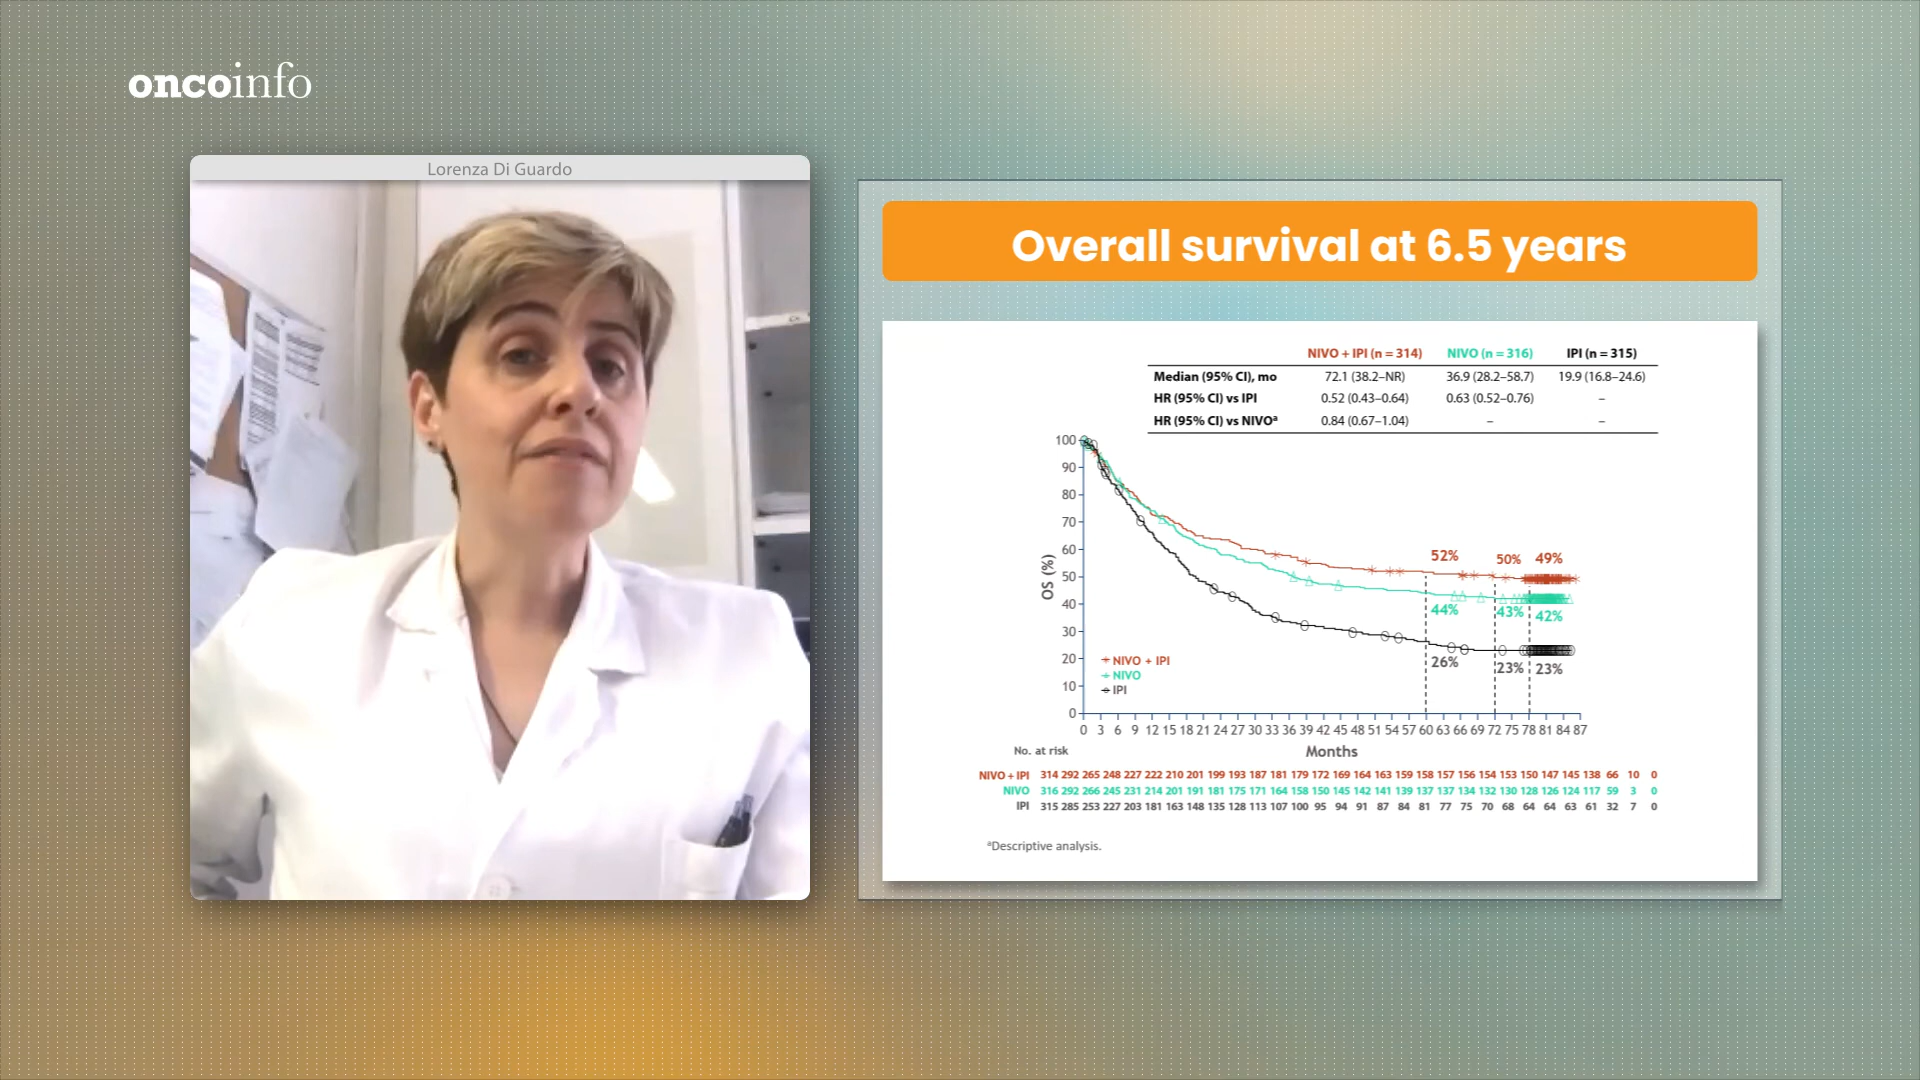 oncoinfo
Lorenza Di Guardo
Overall survival at 6.5 years
NIVO + IPI (n = 314) NIVO (n = 316) IPI (n = 315)
Median (95% CI), mo 72.1 (38.2–NR) 36.9 (28.2–58.7) 19.9 (16.8–24.6)
HR (95% CI) vs IPI 0.52 (0.43–0.64) 0.63 (0.52–0.76) –
HR (95% CI) vs NIVOᵃ 0.84 (0.67–1.04) – –
100
90
80
70
60
50
40
30
20
10
0
OS (%)
52% 50% 49%
44% 43% 42%
26% 23% 23%
NIVO + IPI
NIVO
IPI
0 3 6 9 12 15 18 21 24 27 30 33 36 39 42 45 48 51 54 57 60 63 66 69 72 75 78 81 84 87
Months
No. at risk
NIVO + IPI 314 292 265 248 227 222 210 201 199 193 187 181 179 172 169 164 163 159 158 157 156 154 153 150 147 145 138 66 10 0
NIVO 316 292 266 245 231 214 201 191 181 175 171 164 158 150 145 142 141 139 137 137 134 132 130 128 126 124 117 59 3 0
IPI 315 285 253 227 203 181 163 148 135 128 113 107 100 95 94 91 87 84 81 77 75 70 68 64 64 63 61 32 7 0
ᵃDescriptive analysis.